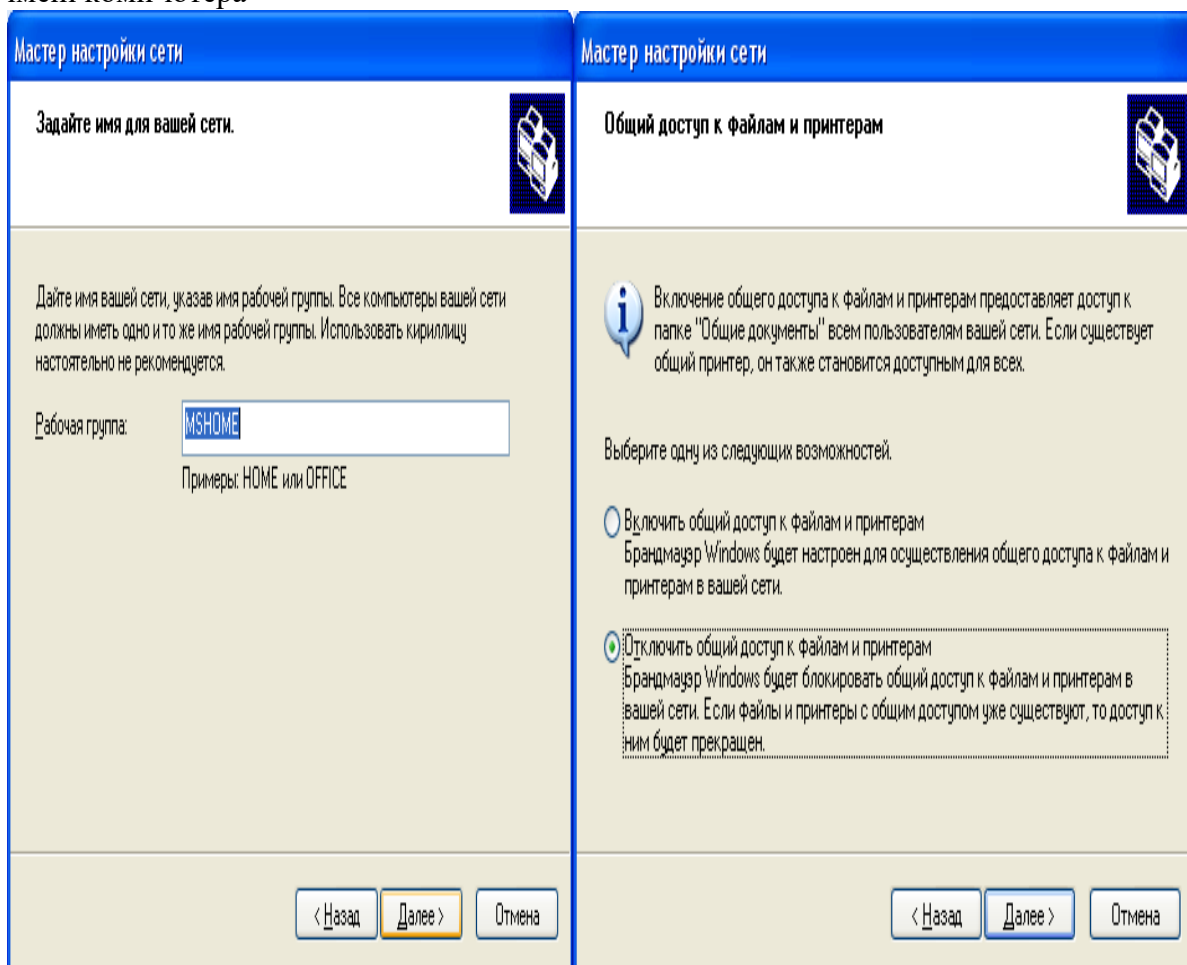 Мастер настройки сети
Задайте имя для вашей сети.
Дайте имя вашей сети, указав имя рабочей группы. Все компьютеры вашей сети
должны иметь одно и то же имя рабочей группы. Использовать кириллицу
настоятельно не рекомендуется.
Рабочая группа:
MSHOME
Примеры: HOME или OFFICE
< Назад
Далее >
Отмена
Мастер настройки сети
Общий доступ к файлам и принтерам
Включение общего доступа к файлам и принтерам предоставляет доступ к
папке "Общие документы" всем пользователям вашей сети. Если существует
общий принтер, он также становится доступным для всех.
Выберите одну из следующих возможностей.
Включить общий доступ к файлам и принтерам
Брандмауэр Windows будет настроен для осуществления общего доступа к файлам и
принтерам в вашей сети.
Отключить общий доступ к файлам и принтерам
Брандмауэр Windows будет блокировать общий доступ к файлам и принтерам в
вашей сети. Если файлы и принтеры с общим доступом уже существуют, то доступ к
ним будет прекращен.
< Назад
Далее >
Отмена